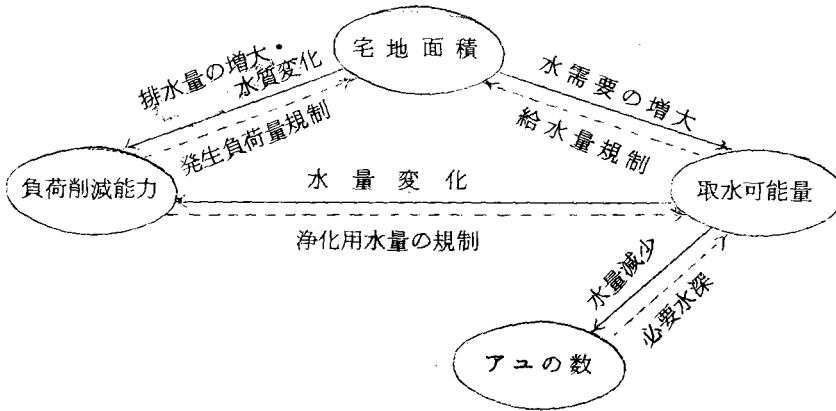 宅地面積
排水量の増大・
水質変化
発生負荷量規制
水需要の増大
給水量規制
負荷削減能力
水量変化
取水可能量
浄化用水量の規制
水量減少
必要水深
アユの数